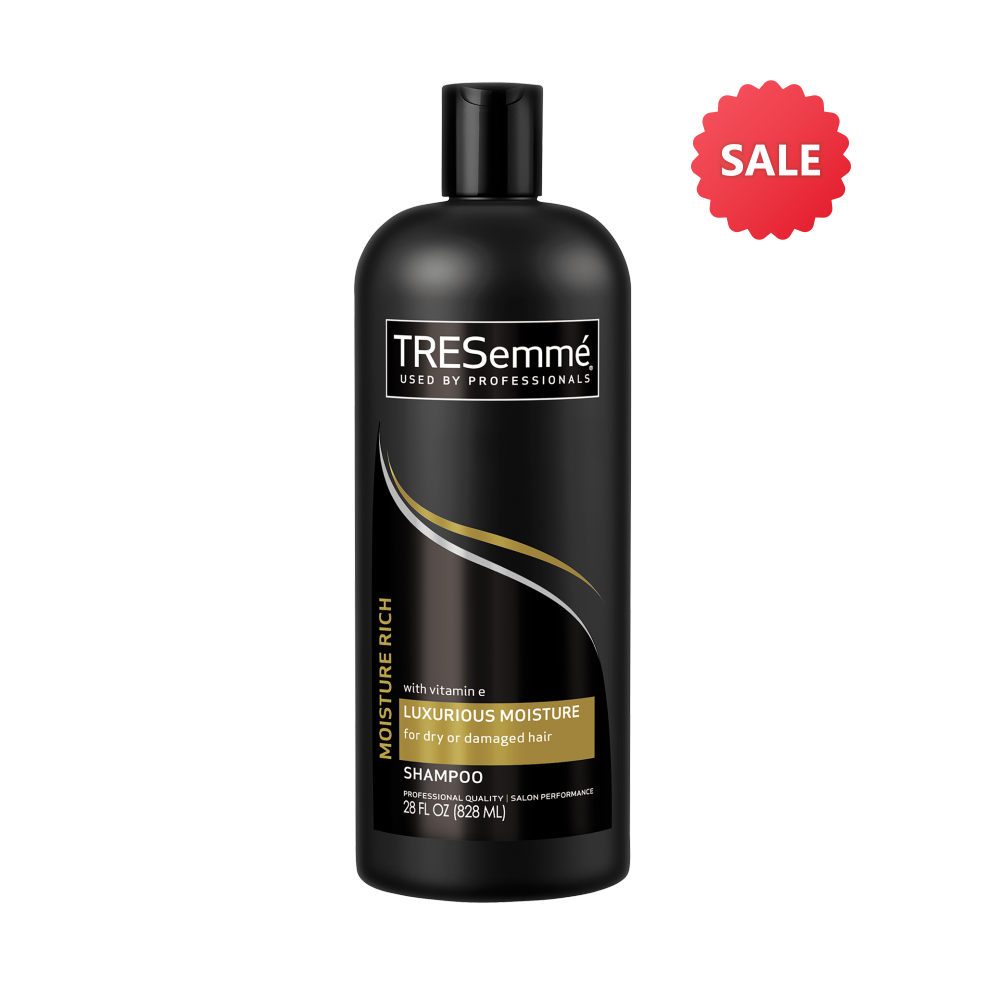 SALE
TRESemmé®
USED BY PROFESSIONALS
MOISTURE RICH
with vitamin e
LUXURIOUS MOISTURE
for dry or damaged hair
SHAMPOO
PROFESSIONAL QUALITY | SALON PERFORMANCE
28 FL OZ (828 ML)